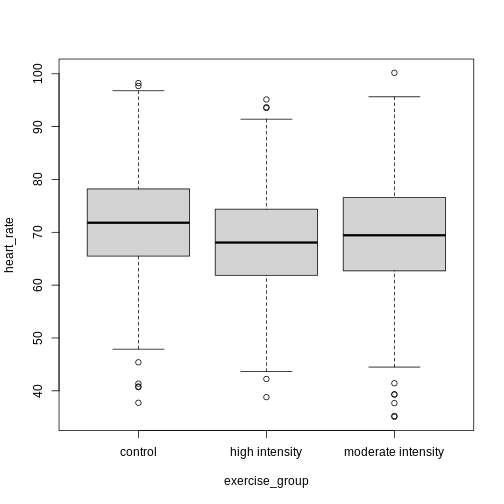 100
90
80
70
60
50
40
heart_rate
control high intensity moderate intensity
exercise_group